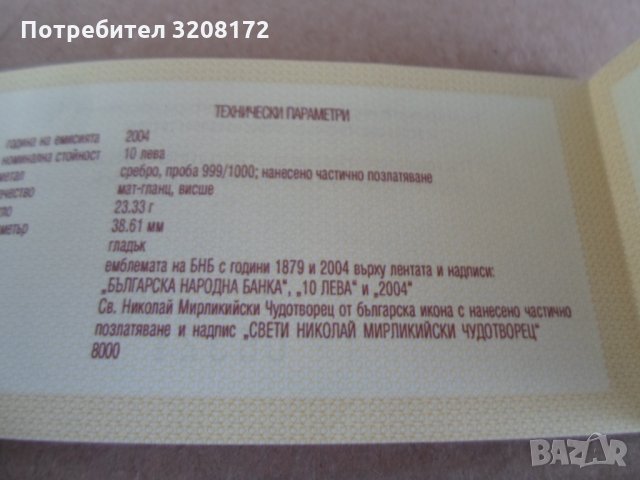 Потребител 3208172
ТЕХНИЧЕСКИ ПАРАМЕТРИ
година на емисията 2004
номинална стойност 10 лева
метал сребро, проба 999/1000; нанесено частично позлатяване
мат-гланц, висше
23.33 г
38.61 мм
гладък
емблемата на БНБ с години 1879 и 2004 върху лентата и надписи:
„БЪЛГАРСКА НАРОДНА БАНКА“, „10 ЛЕВА“ и „2004“
Св. Николай Мирликийски Чудотворец от българска икона с нанесено частично
позлатяване и надпис „СВЕТИ НИКОЛАЙ МИРЛИКИЙСКИ ЧУДОТВОРЕЦ“
8000
BAZAR